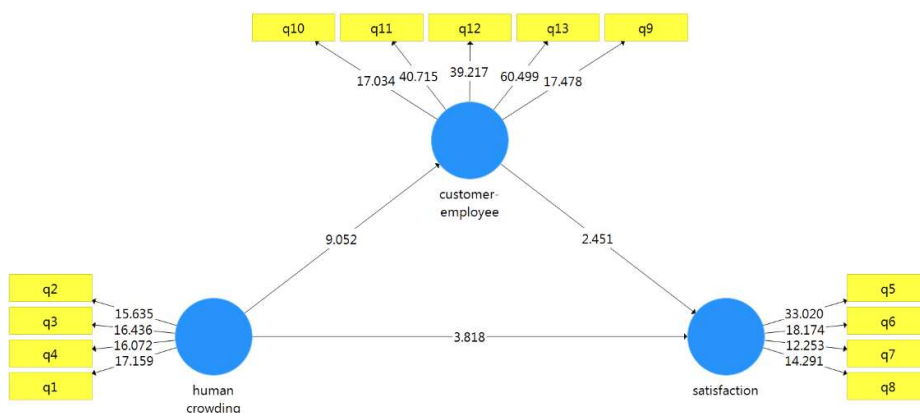 q10 q11 q12 q13 q9
17.034 40.715 39.217 60.499 17.478
customer-
employee
9.052
2.451
q2
q3
q4
q1
15.635
16.436
16.072
17.159
human
crowding
3.818
satisfaction
33.020
18.174
12.253
14.291
q5
q6
q7
q8